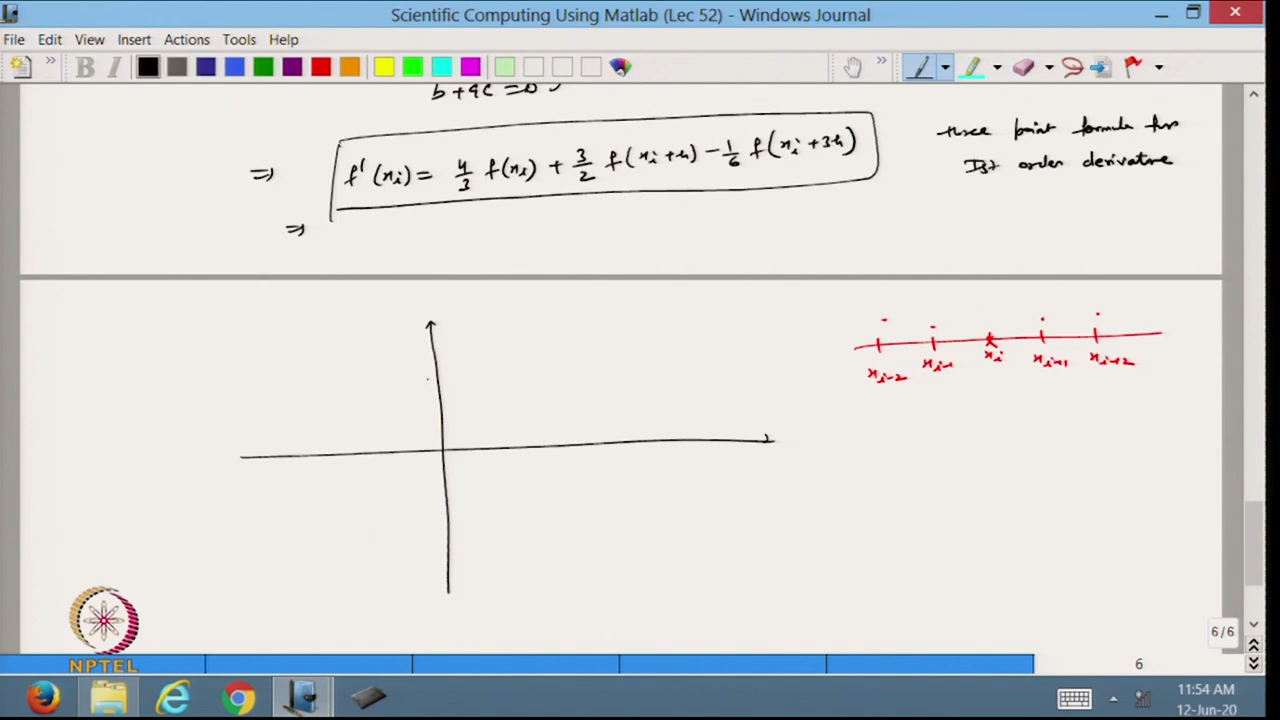 Scientific Computing Using Matlab (Lec 52) - Windows Journal
File Edit View Insert Actions Tools Help
b+9c=0
⇒ f'(xi) = 4/3 f(xi) + 3/2 f(xi+h) - 1/6 f(xi+3h)
three point formula for
Ist order derivative
⇒
xi-2 xi-1 xi xi+1 xi+2
6/6
NPTEL
6
11:54 AM
12-Jun-20